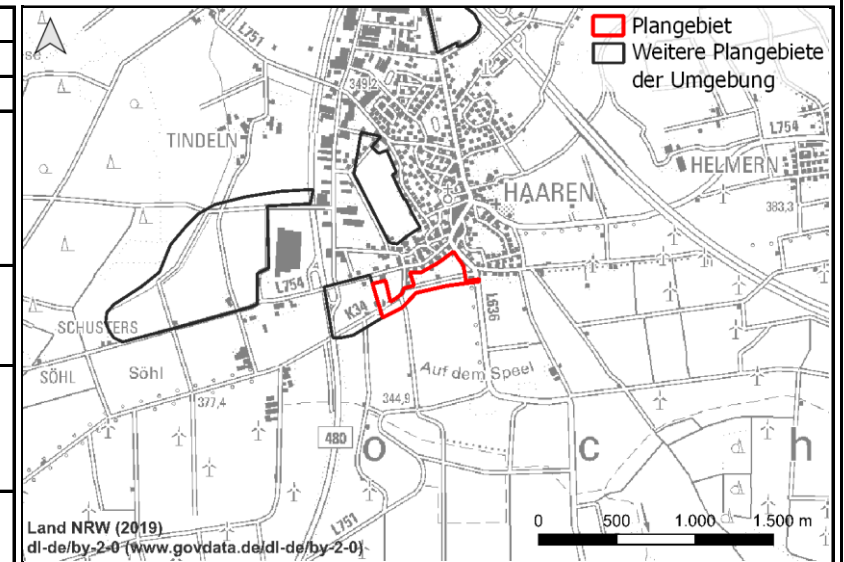 Plangebiet
Weitere Plangebiete
der Umgebung
L751
349,2
TINDELN
L754
HELMERN
HAAREN
383,3
L754
K34
L636
SCHUSTERS
SÖHL
Söhl
Auf dem Speel
377,4
344,9
480
o
c
h
L751
Land NRW (2019)
dl-de/by-2-0 (www.govdata.de/dl-de/by-2-0)
0 500 1.000 1.500 m